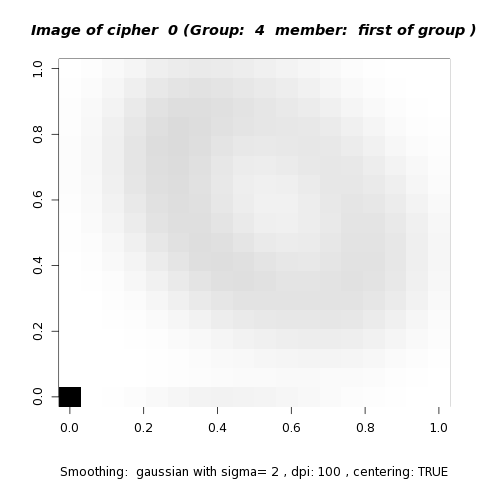 Image of cipher 0 (Group: 4 member: first of group )
1.0
0.8
0.6
0.4
0.2
0.0
0.0 0.2 0.4 0.6 0.8 1.0
Smoothing: gaussian with sigma= 2 , dpi: 100 , centering: TRUE